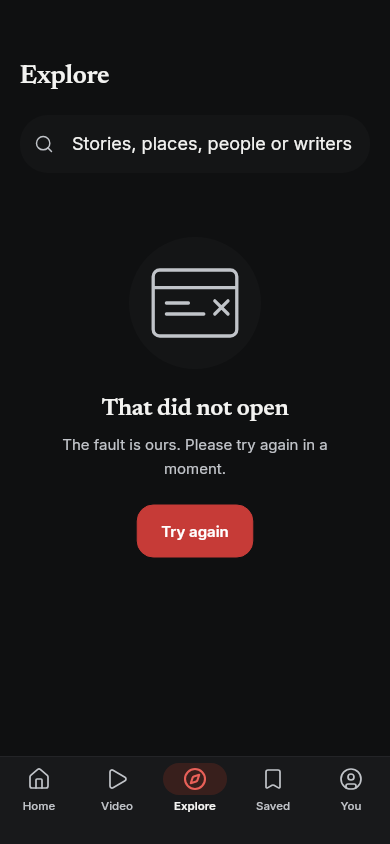 Explore
Stories, places, people or writers
That did not open
The fault is ours. Please try again in a
moment.
Try again
Home
Video
Explore
Saved
You